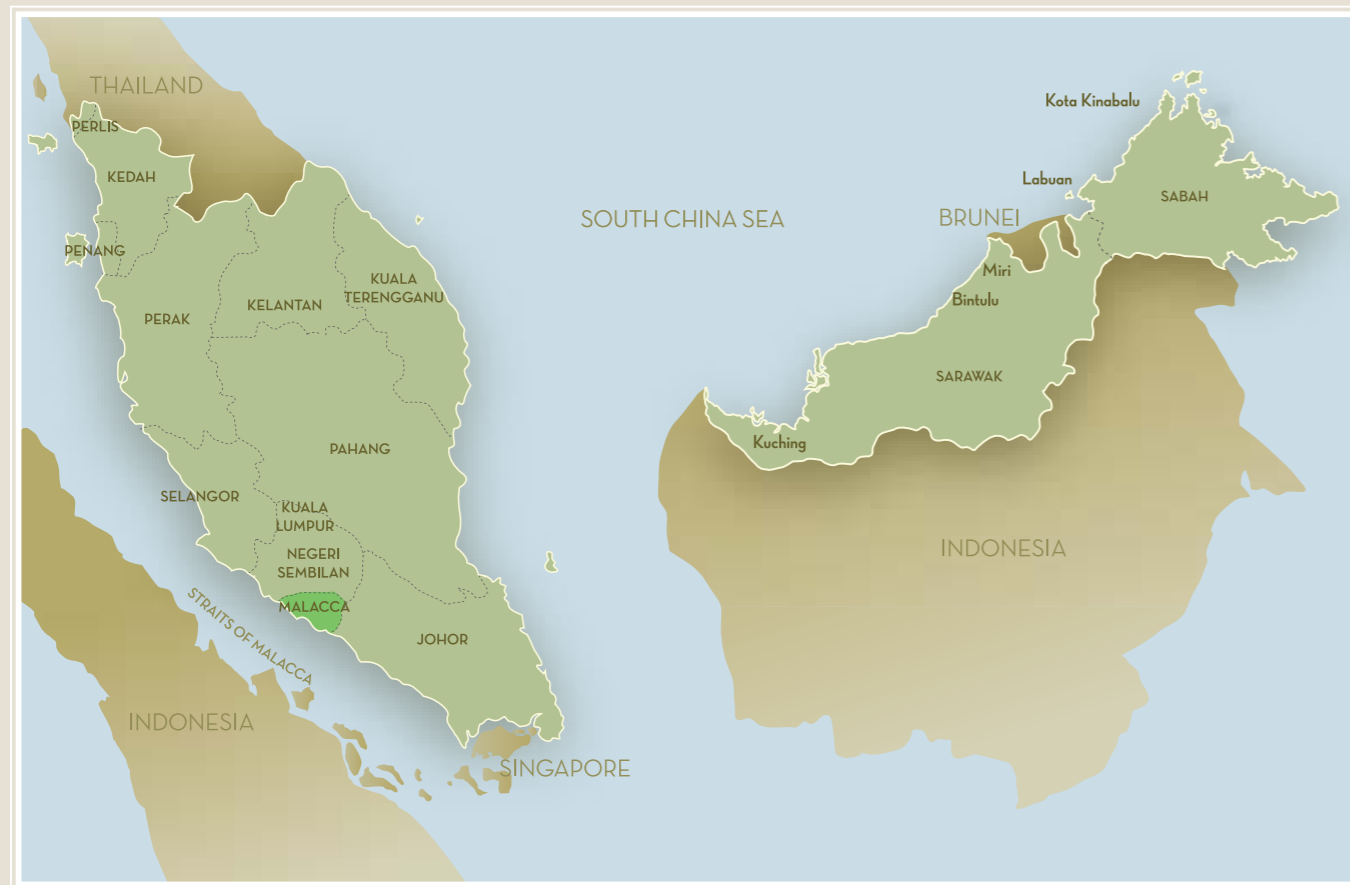 THAILAND
PERLIS
KEDAH
PENANG
PERAK
KELANTAN
KUALA
TERENGGANU
PAHANG
SELANGOR
KUALA
LUMPUR
NEGERI
SEMBILAN
MALACCA
JOHOR
STRAITS OF MALACCA
INDONESIA
SINGAPORE
SOUTH CHINA SEA
Kota Kinabalu
Labuan
SABAH
BRUNEI
Miri
Bintulu
SARAWAK
Kuching
INDONESIA